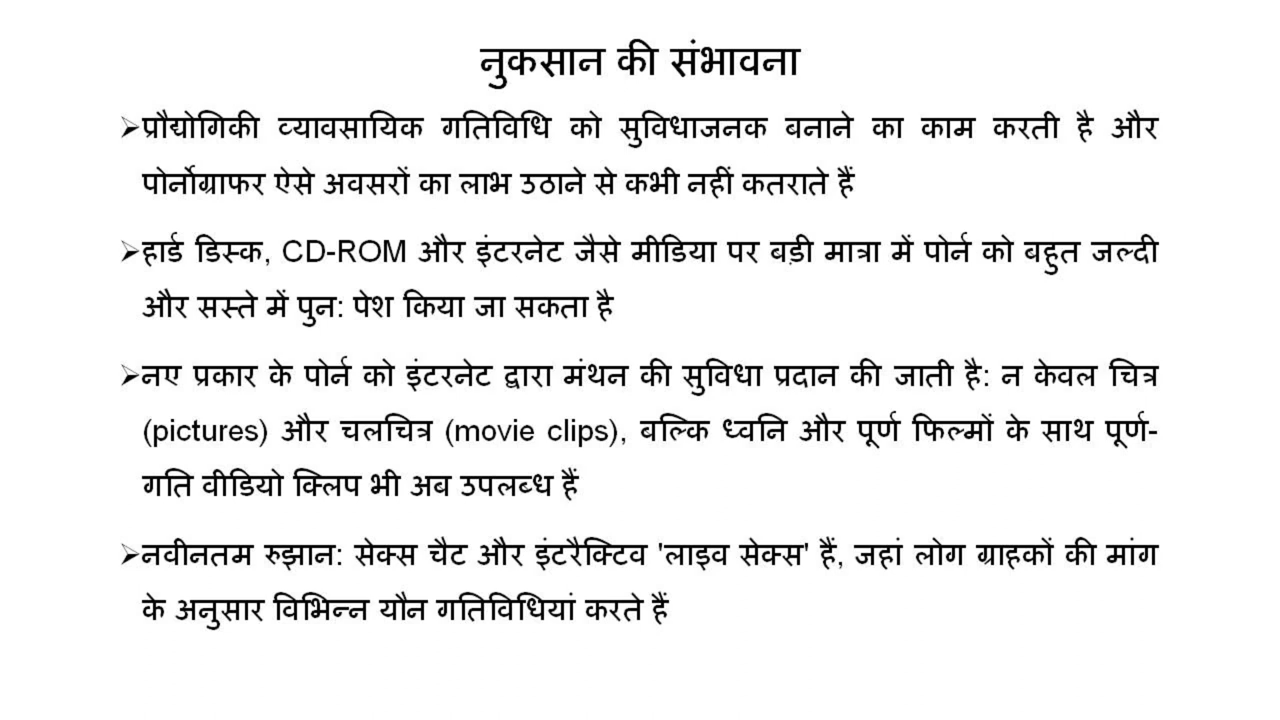 नुकसान की संभावना
➢प्रौद्योगिकी व्यावसायिक गतिविधि को सुविधाजनक बनाने का काम करती है और
पोर्नोग्राफर ऐसे अवसरों का लाभ उठाने से कभी नहीं कतराते हैं
➢हार्ड डिस्क, CD-ROM और इंटरनेट जैसे मीडिया पर बड़ी मात्रा में पोर्न को बहुत जल्दी
और सस्ते में पुन: पेश किया जा सकता है
➢नए प्रकार के पोर्न को इंटरनेट द्वारा मंथन की सुविधा प्रदान की जाती है: न केवल चित्र
(pictures) और चलचित्र (movie clips), बल्कि ध्वनि और पूर्ण फिल्मों के साथ पूर्ण-
गति वीडियो क्लिप भी अब उपलब्ध हैं
➢नवीनतम रुझान: सेक्स चैट और इंटरैक्टिव 'लाइव सेक्स' हैं, जहां लोग ग्राहकों की मांग
के अनुसार विभिन्न यौन गतिविधियां करते हैं